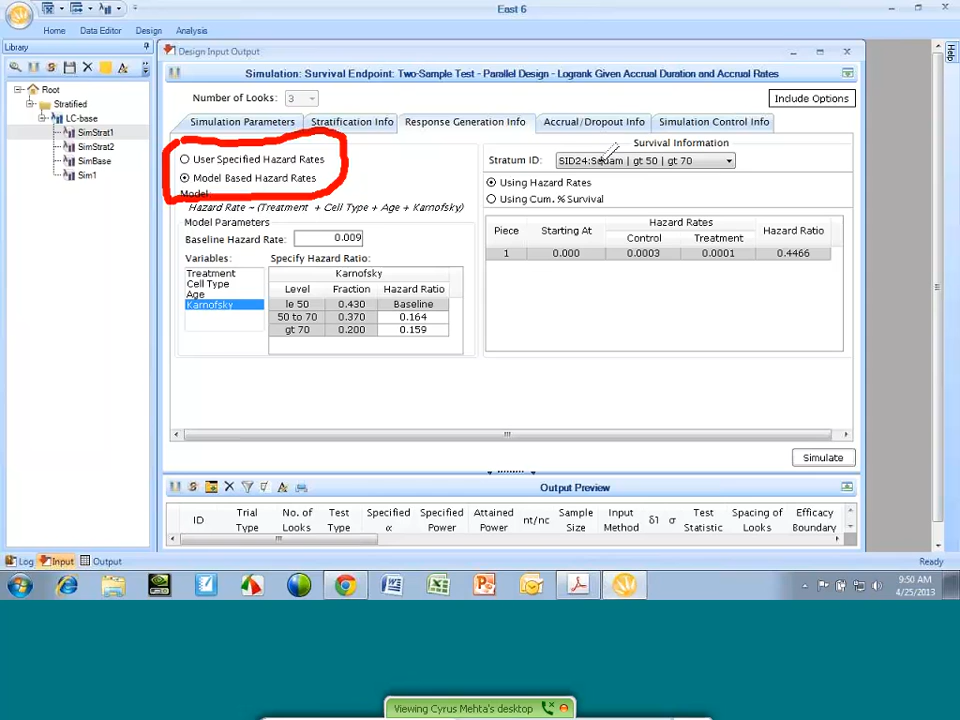 East 6
Home Data Editor Design Analysis
Library
Design Input Output
Help
Simulation: Survival Endpoint: Two-Sample Test - Parallel Design - Logrank Given Accrual Duration and Accrual Rates
Number of Looks: 3
Include Options
Root
Stratified
LC-base
SimStrat1
SimStrat2
SimBase
Sim1
Simulation Parameters Stratification Info Response Generation Info Accrual/Dropout Info Simulation Control Info
User Specified Hazard Rates
Model Based Hazard Rates
Model:
Hazard Rate ~ (Treatment + Cell Type + Age + Karnofsky)
Model Parameters
Baseline Hazard Rate: 0.009
Variables: Specify Hazard Ratio:
Treatment
Cell Type
Age
Karnofsky
Karnofsky
Level Fraction Hazard Ratio
le 50 0.430 Baseline
50 to 70 0.370 0.164
gt 70 0.200 0.159
Survival Information
Stratum ID: SID24:Squam | gt 50 | gt 70
Using Hazard Rates
Using Cum. % Survival
Piece Starting At Hazard Rates Hazard Ratio
Control Treatment
1 0.000 0.0003 0.0001 0.4466
Simulate
Output Preview
ID Trial Type No. of Looks Test Type Specified α Specified Power Attained Power nt/nc Sample Size Input Method δ1 σ Test Statistic Spacing of Looks Efficacy Boundary
Log Input Output Ready
9:50 AM
4/25/2013
Viewing Cyrus Mehta's desktop